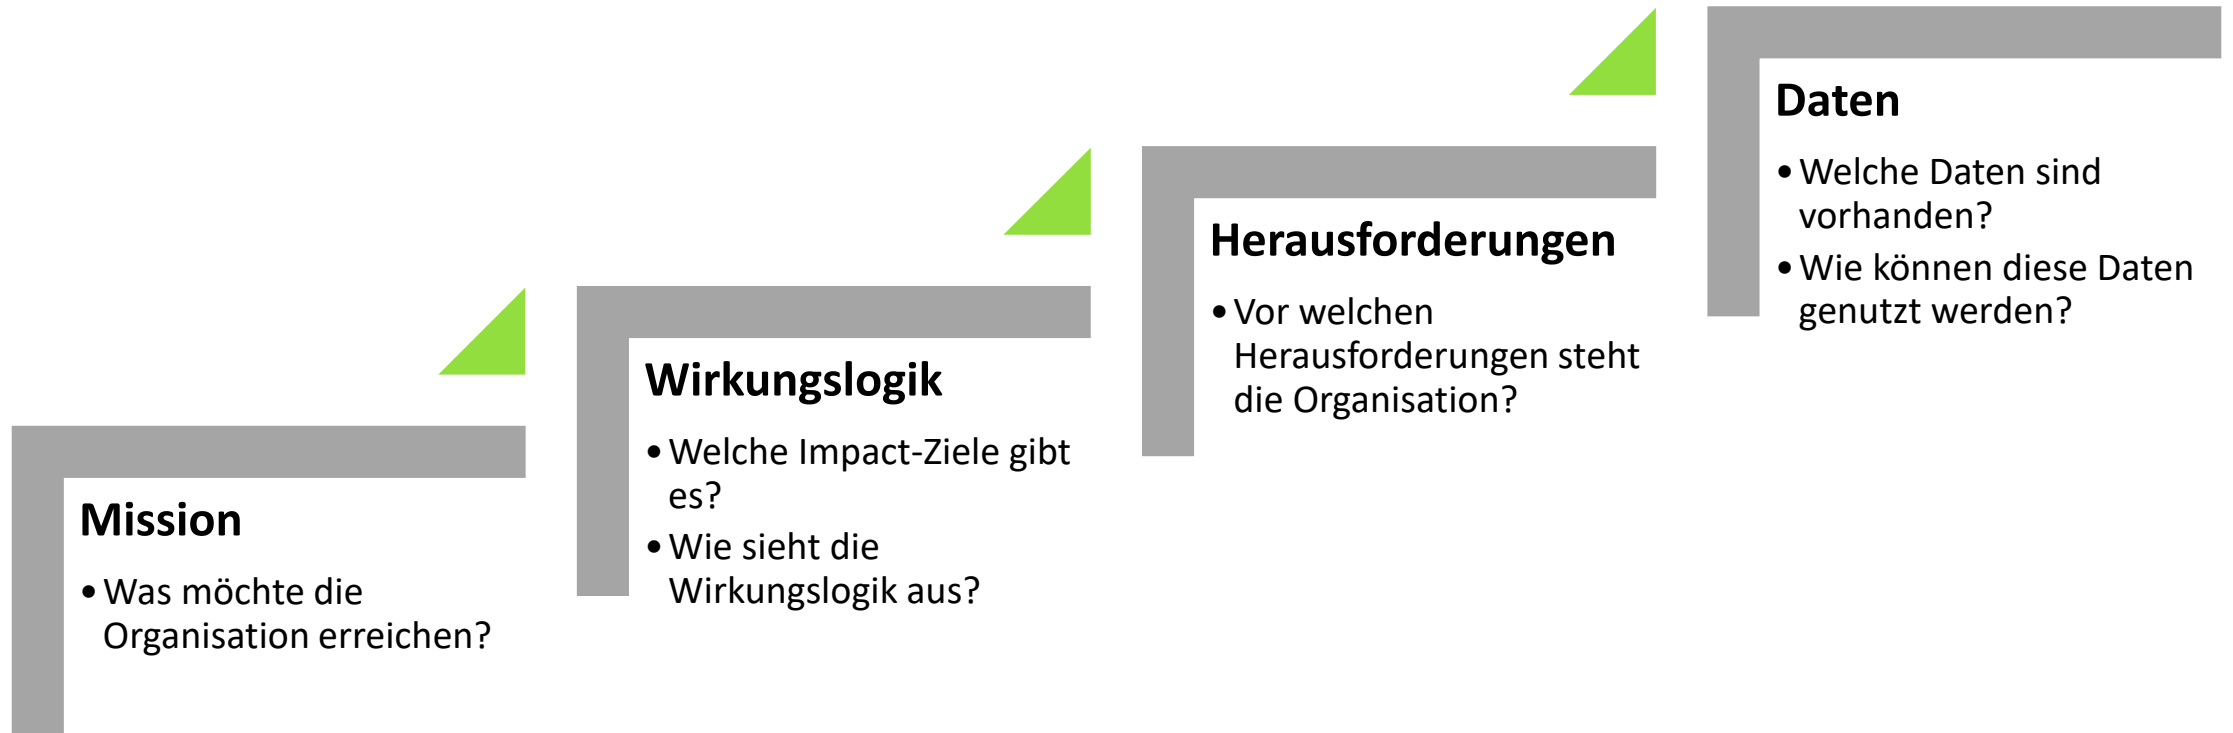 Mission
•Was möchte die
Organisation erreichen?
Wirkungslogik
•Welche Impact-Ziele gibt
es?
•Wie sieht die
Wirkungslogik aus?
Herausforderungen
•Vor welchen
Herausforderungen steht
die Organisation?
Daten
•Welche Daten sind
vorhanden?
•Wie können diese Daten
genutzt werden?